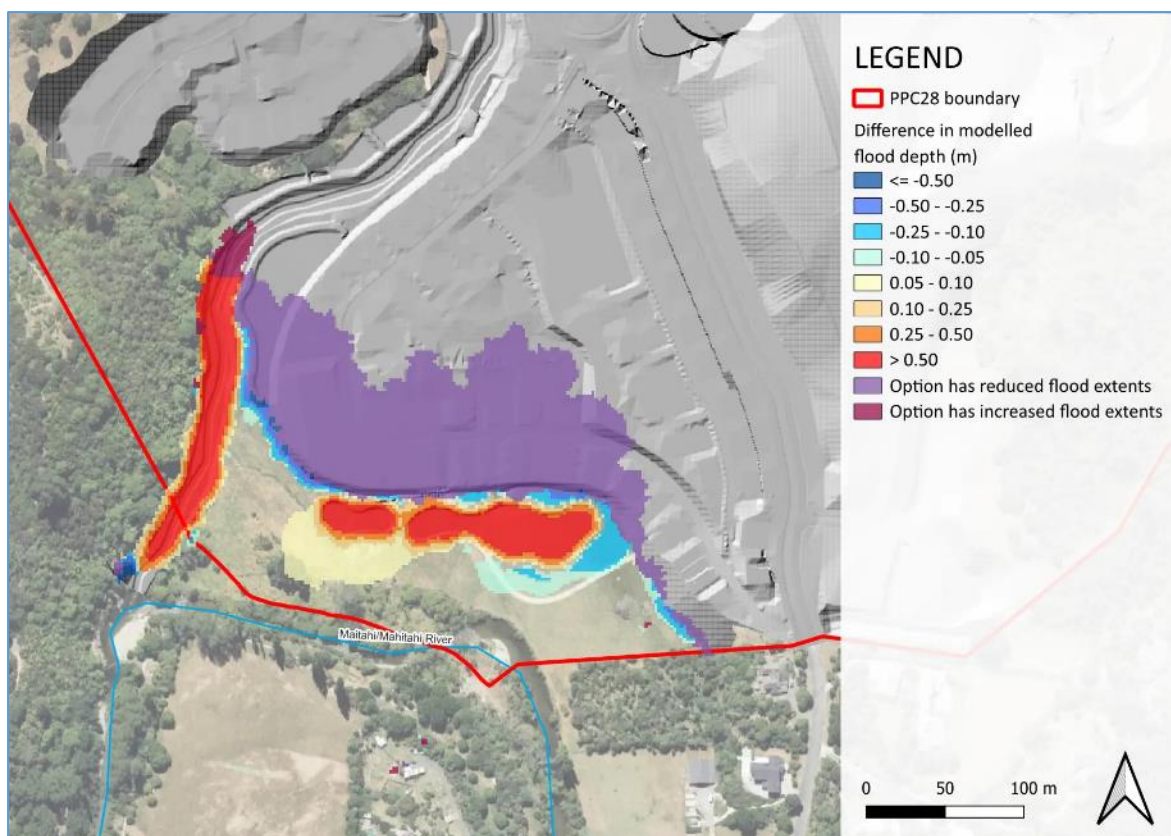 LEGEND
PPC28 boundary
Difference in modelled
flood depth (m)
<= -0.50
-0.50 - -0.25
-0.25 - -0.10
-0.10 - -0.05
0.05 - 0.10
0.10 - 0.25
0.25 - 0.50
> 0.50
Option has reduced flood extents
Option has increased flood extents
Maitahi/Mahitahi River
0 50 100 m